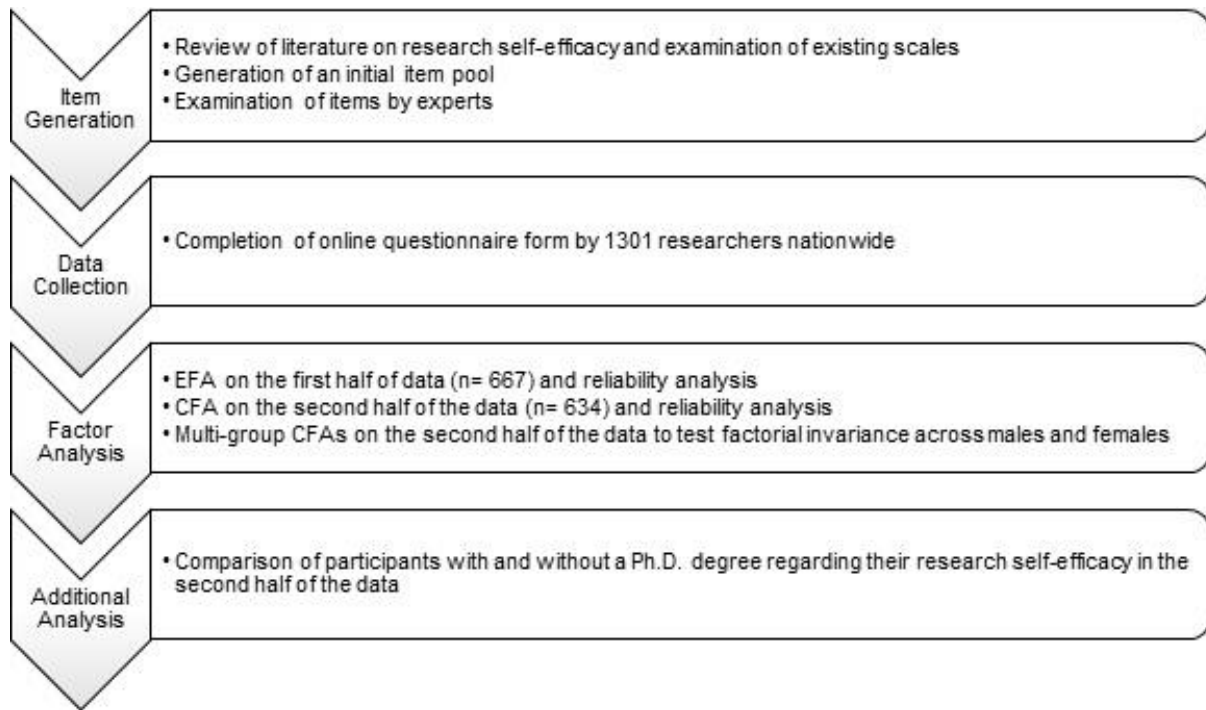 Item
Generation
• Review of literature on research self-efficacy and examination of existing scales
• Generation of an initial item pool
• Examination of items by experts
Data
Collection
• Completion of online questionnaire form by 1301 researchers nationwide
Factor
Analysis
• EFA on the first half of data (n= 667) and reliability analysis
• CFA on the second half of the data (n= 634) and reliability analysis
• Multi-group CFAs on the second half of the data to test factorial invariance across males and females
Additional
Analysis
• Comparison of participants with and without a Ph.D. degree regarding their research self-efficacy in the
second half of the data